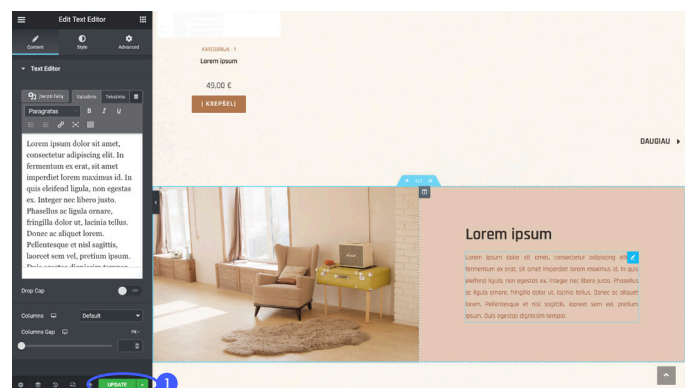 Edit Text Editor
Content
Style
Advanced
Text Editor
Įterpti failą
Vaizdinis
Tekstinis
Paragratas
B I U
Lorem ipsum dolor sit amet,
consectetur adipiscing elit. In
fermentum ex erat, sit amet
imperdiet lorem maximus id. In
quis eleifend ligula, non egestas
ex. Integer nec libero justo.
Phasellus ac ligula ornare,
fringilla dolor ut, lacinia tellus.
Donec ac aliquet lorem.
Pellentesque et nisl sagittis,
laoreet sem vel, pretium ipsum.
Duis egestas dignissim tempor.
Drop Cap
Columns
Default
Columns Gap
PX
UPDATE
1
KATEGORIJA - 1
Lorem ipsum
49,00 €
Į KREPŠELĮ
DAUGIAU
Lorem ipsum
Lorem ipsum dolor sit amet, consectetur adipiscing elit
fermentum ex erat, sit amet imperdiet lorem maximus id. In quis
eleifend ligula, non egestas ex. Integer nec libero justo. Phasellus
ac ligula ornare, fringilla dolor ut, lacinia tellus. Donec ac aliquet
lorem. Pellentesque et nisl sagittis, laoreet sem vel, pretium
ipsum. Duis egestas dignissim tempor.